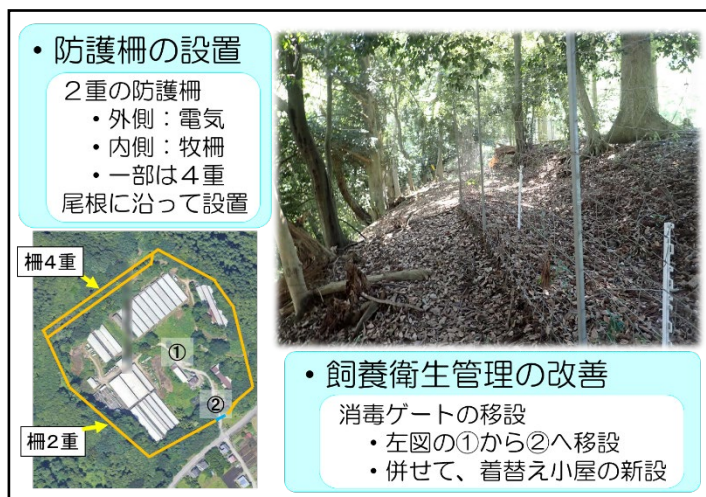 ・防護柵の設置
２重の防護柵
・外側：電気
・内側：牧柵
・一部は４重
尾根に沿って設置
柵4重
①
②
柵2重
・飼養衛生管理の改善
消毒ゲートの移設
・左図の①から②へ移設
・併せて、着替え小屋の新設